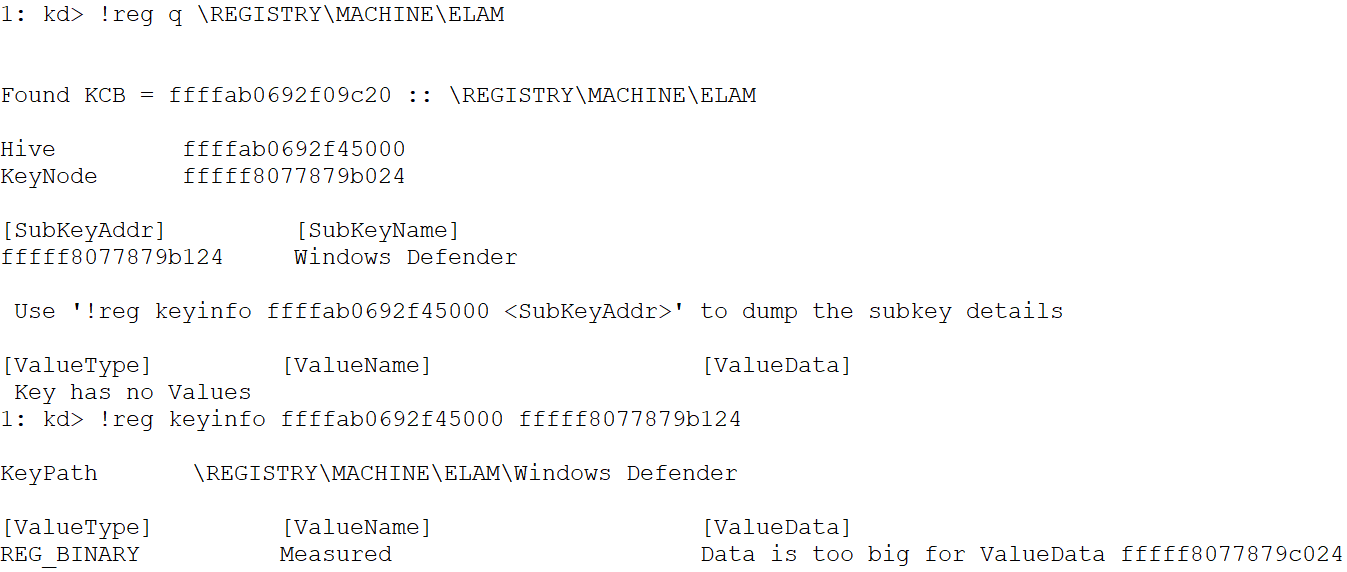 1: kd> !reg q \REGISTRY\MACHINE\ELAM
Found KCB = ffffab0692f09c20 :: \REGISTRY\MACHINE\ELAM
Hive ffffab0692f45000
KeyNode fffff8077879b024
[SubKeyAddr] [SubKeyName]
fffff8077879b124 Windows Defender
Use '!reg keyinfo ffffab0692f45000 <SubKeyAddr>' to dump the subkey details
[ValueType] [ValueName] [ValueData]
Key has no Values
1: kd> !reg keyinfo ffffab0692f45000 fffff8077879b124
KeyPath \REGISTRY\MACHINE\ELAM\Windows Defender
[ValueType] [ValueName] [ValueData]
REG_BINARY Measured Data is too big for ValueData fffff8077879c024